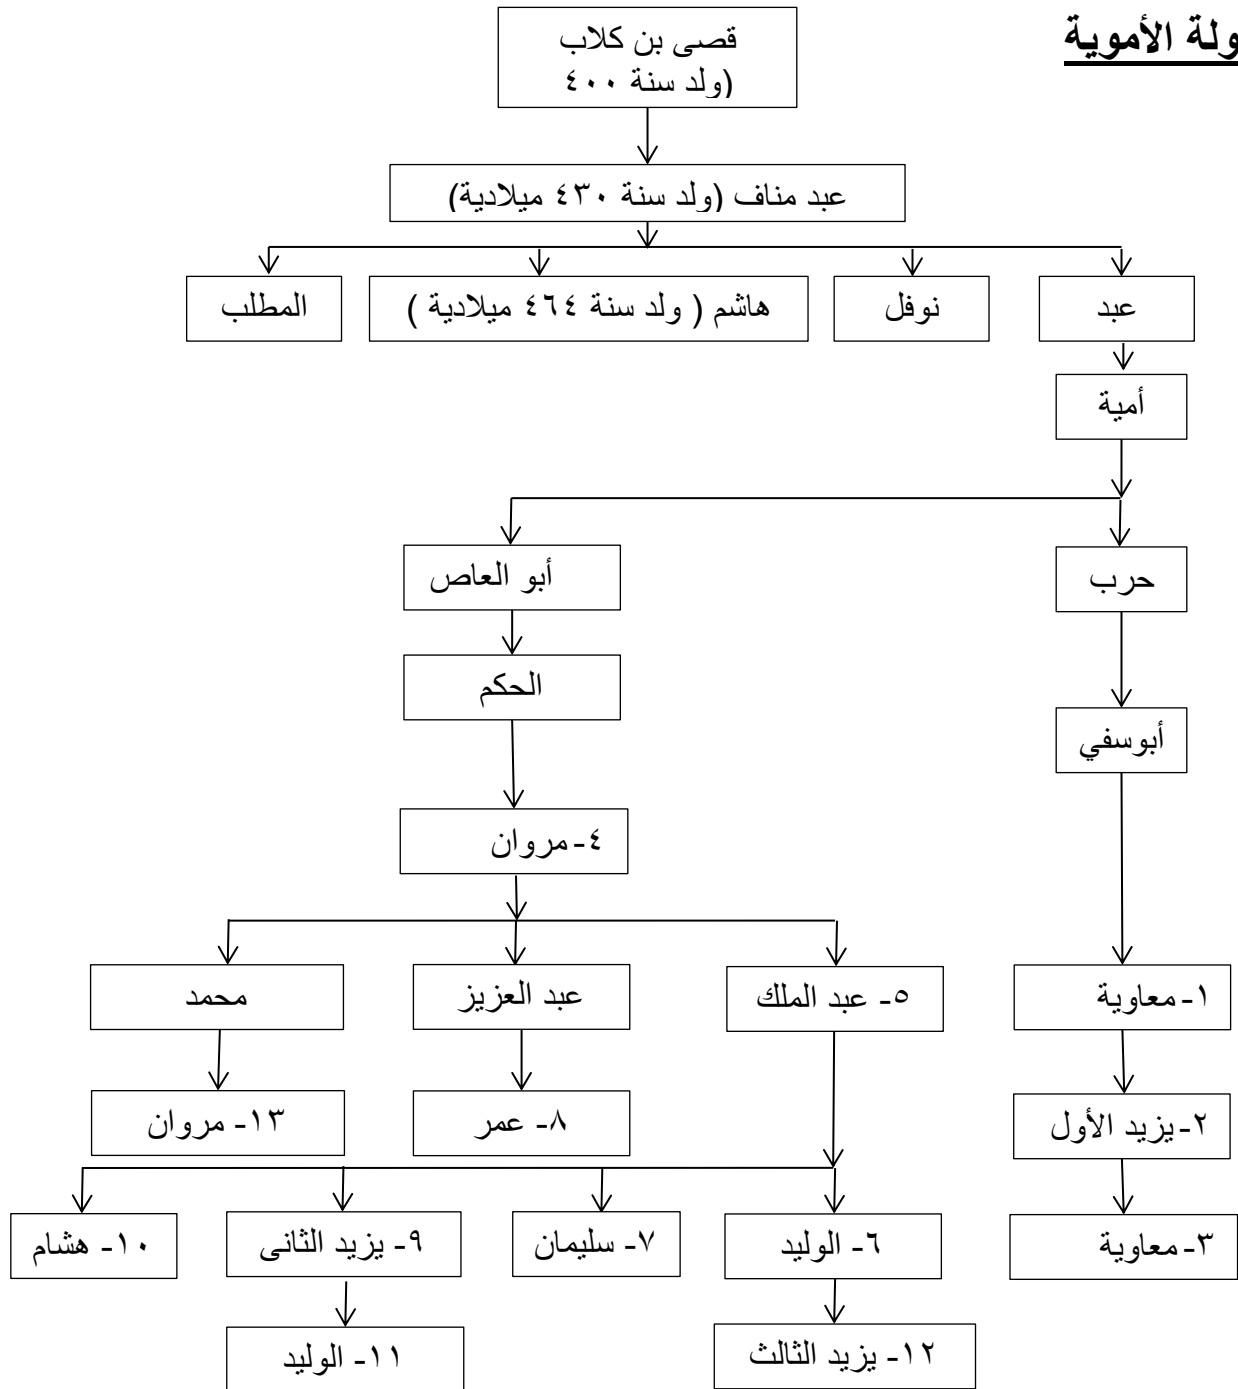 ولة الأموية
قصى بن كلاب
(ولد سنة ٤٠٠
عبد مناف (ولد سنة ٤٣٠ ميلادية)
عبد
نوفل
هاشم ( ولد سنة ٤٦٤ ميلادية )
المطلب
أمية
حرب
أبو العاص
الحكم
أبوسفي
٤- مروان
١- معاوية
٥- عبد الملك
عبد العزيز
محمد
٢- يزيد الأول
٨- عمر
١٣- مروان
٣- معاوية
٦- الوليد
٧- سليمان
٩- يزيد الثانى
١٠- هشام
١٢- يزيد الثالث
١١- الوليد